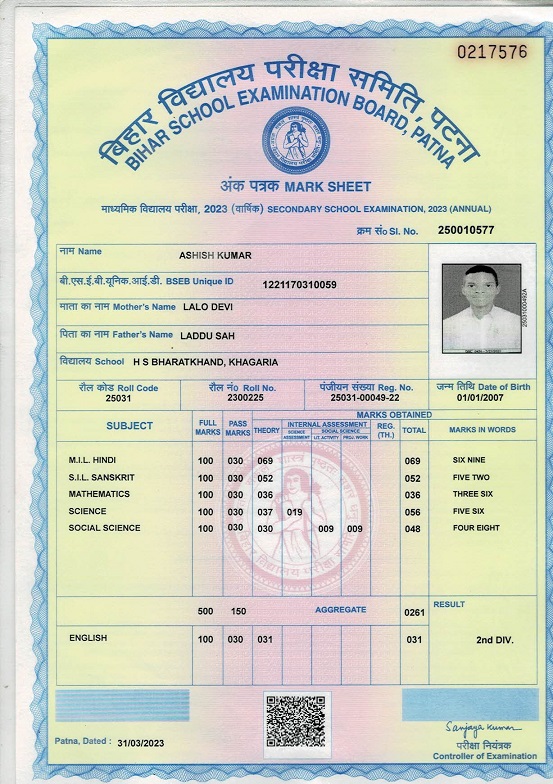 0217576
बिहार विद्यालय परीक्षा समिति, पटना
BIHAR SCHOOL EXAMINATION BOARD, PATNA
अंक पत्रक MARK SHEET
माध्यमिक विद्यालय परीक्षा, 2023 (वार्षिक) SECONDARY SCHOOL EXAMINATION, 2023 (ANNUAL)
क्रम सं० SI. No. 250010577
नाम Name ASHISH KUMAR
बी.एस.ई.बी.यूनिक.आई.डी. BSEB Unique ID 1221170310059
माता का नाम Mother's Name LALO DEVI
पिता का नाम Father's Name LADDU SAH
विद्यालय School H S BHARATKHAND, KHAGARIA
रौल कोड Roll Code रौल नं० Roll No. पंजीयन संख्या Reg. No. जन्म तिथि Date of Birth
25031 2300225 25031-00049-22 01/01/2007
SUBJECT FULL MARKS PASS MARKS MARKS OBTAINED
THEORY INTERNAL ASSESSMENT REG. (TH.) TOTAL MARKS IN WORDS
SCIENCE ASSESSMENT SOCIAL SCIENCE
LIT. ACTIVITY PROJ. WORK
M.I.L. HINDI 100 030 069 069 SIX NINE
S.I.L. SANSKRIT 100 030 052 052 FIVE TWO
MATHEMATICS 100 030 036 036 THREE SIX
SCIENCE 100 030 037 019 056 FIVE SIX
SOCIAL SCIENCE 100 030 030 009 009 048 FOUR EIGHT
500 150 AGGREGATE 0261 RESULT
ENGLISH 100 030 031 031 2nd DIV.
Patna, Dated : 31/03/2023
Sanjaya Kumar
परीक्षा नियंत्रक
Controller of Examination